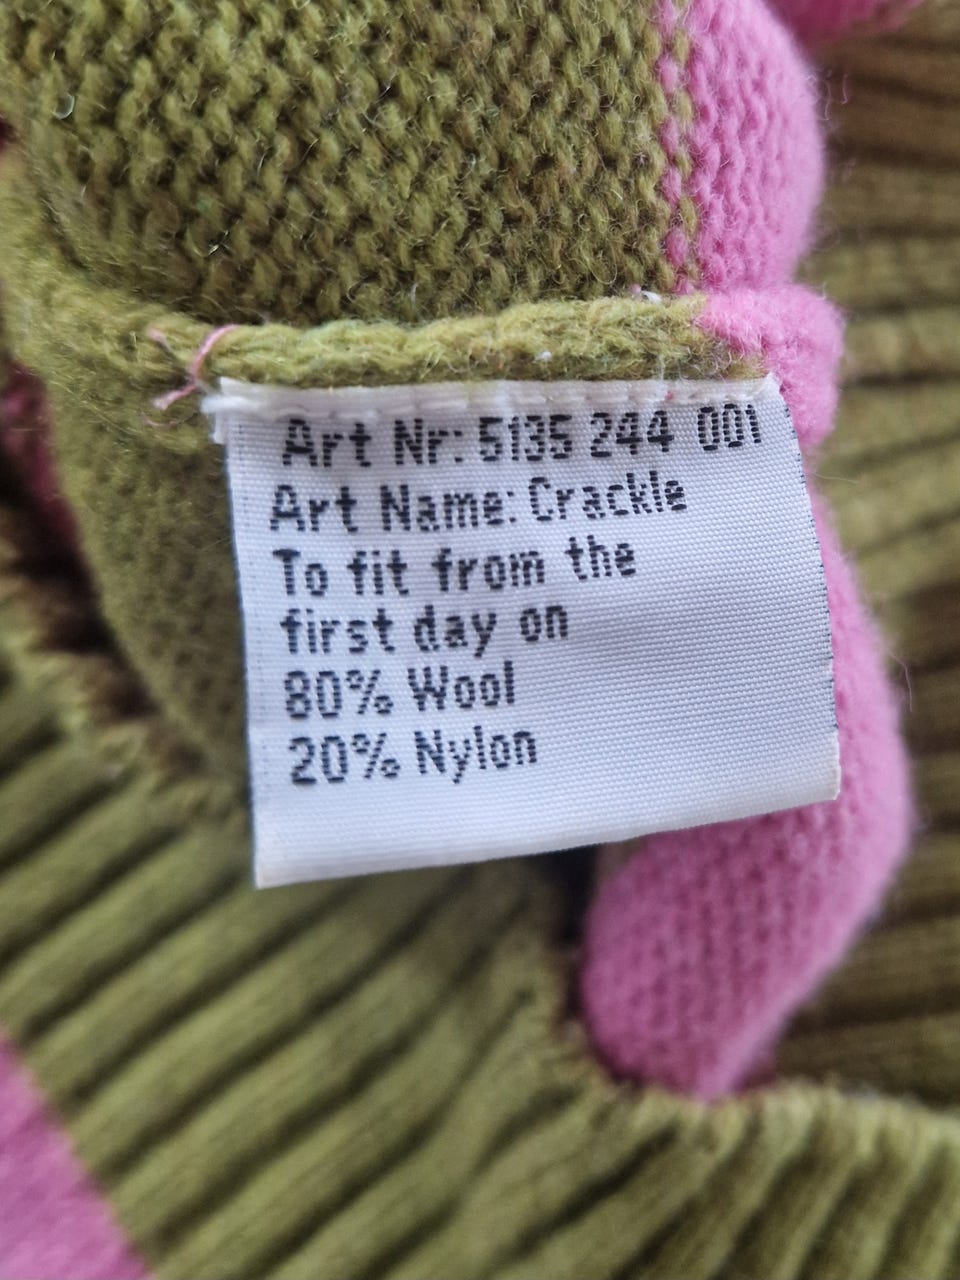 Art Nr: 5135 244 001
Art Name: Crackle
To fit from the
first day on
80% Wool
20% Nylon